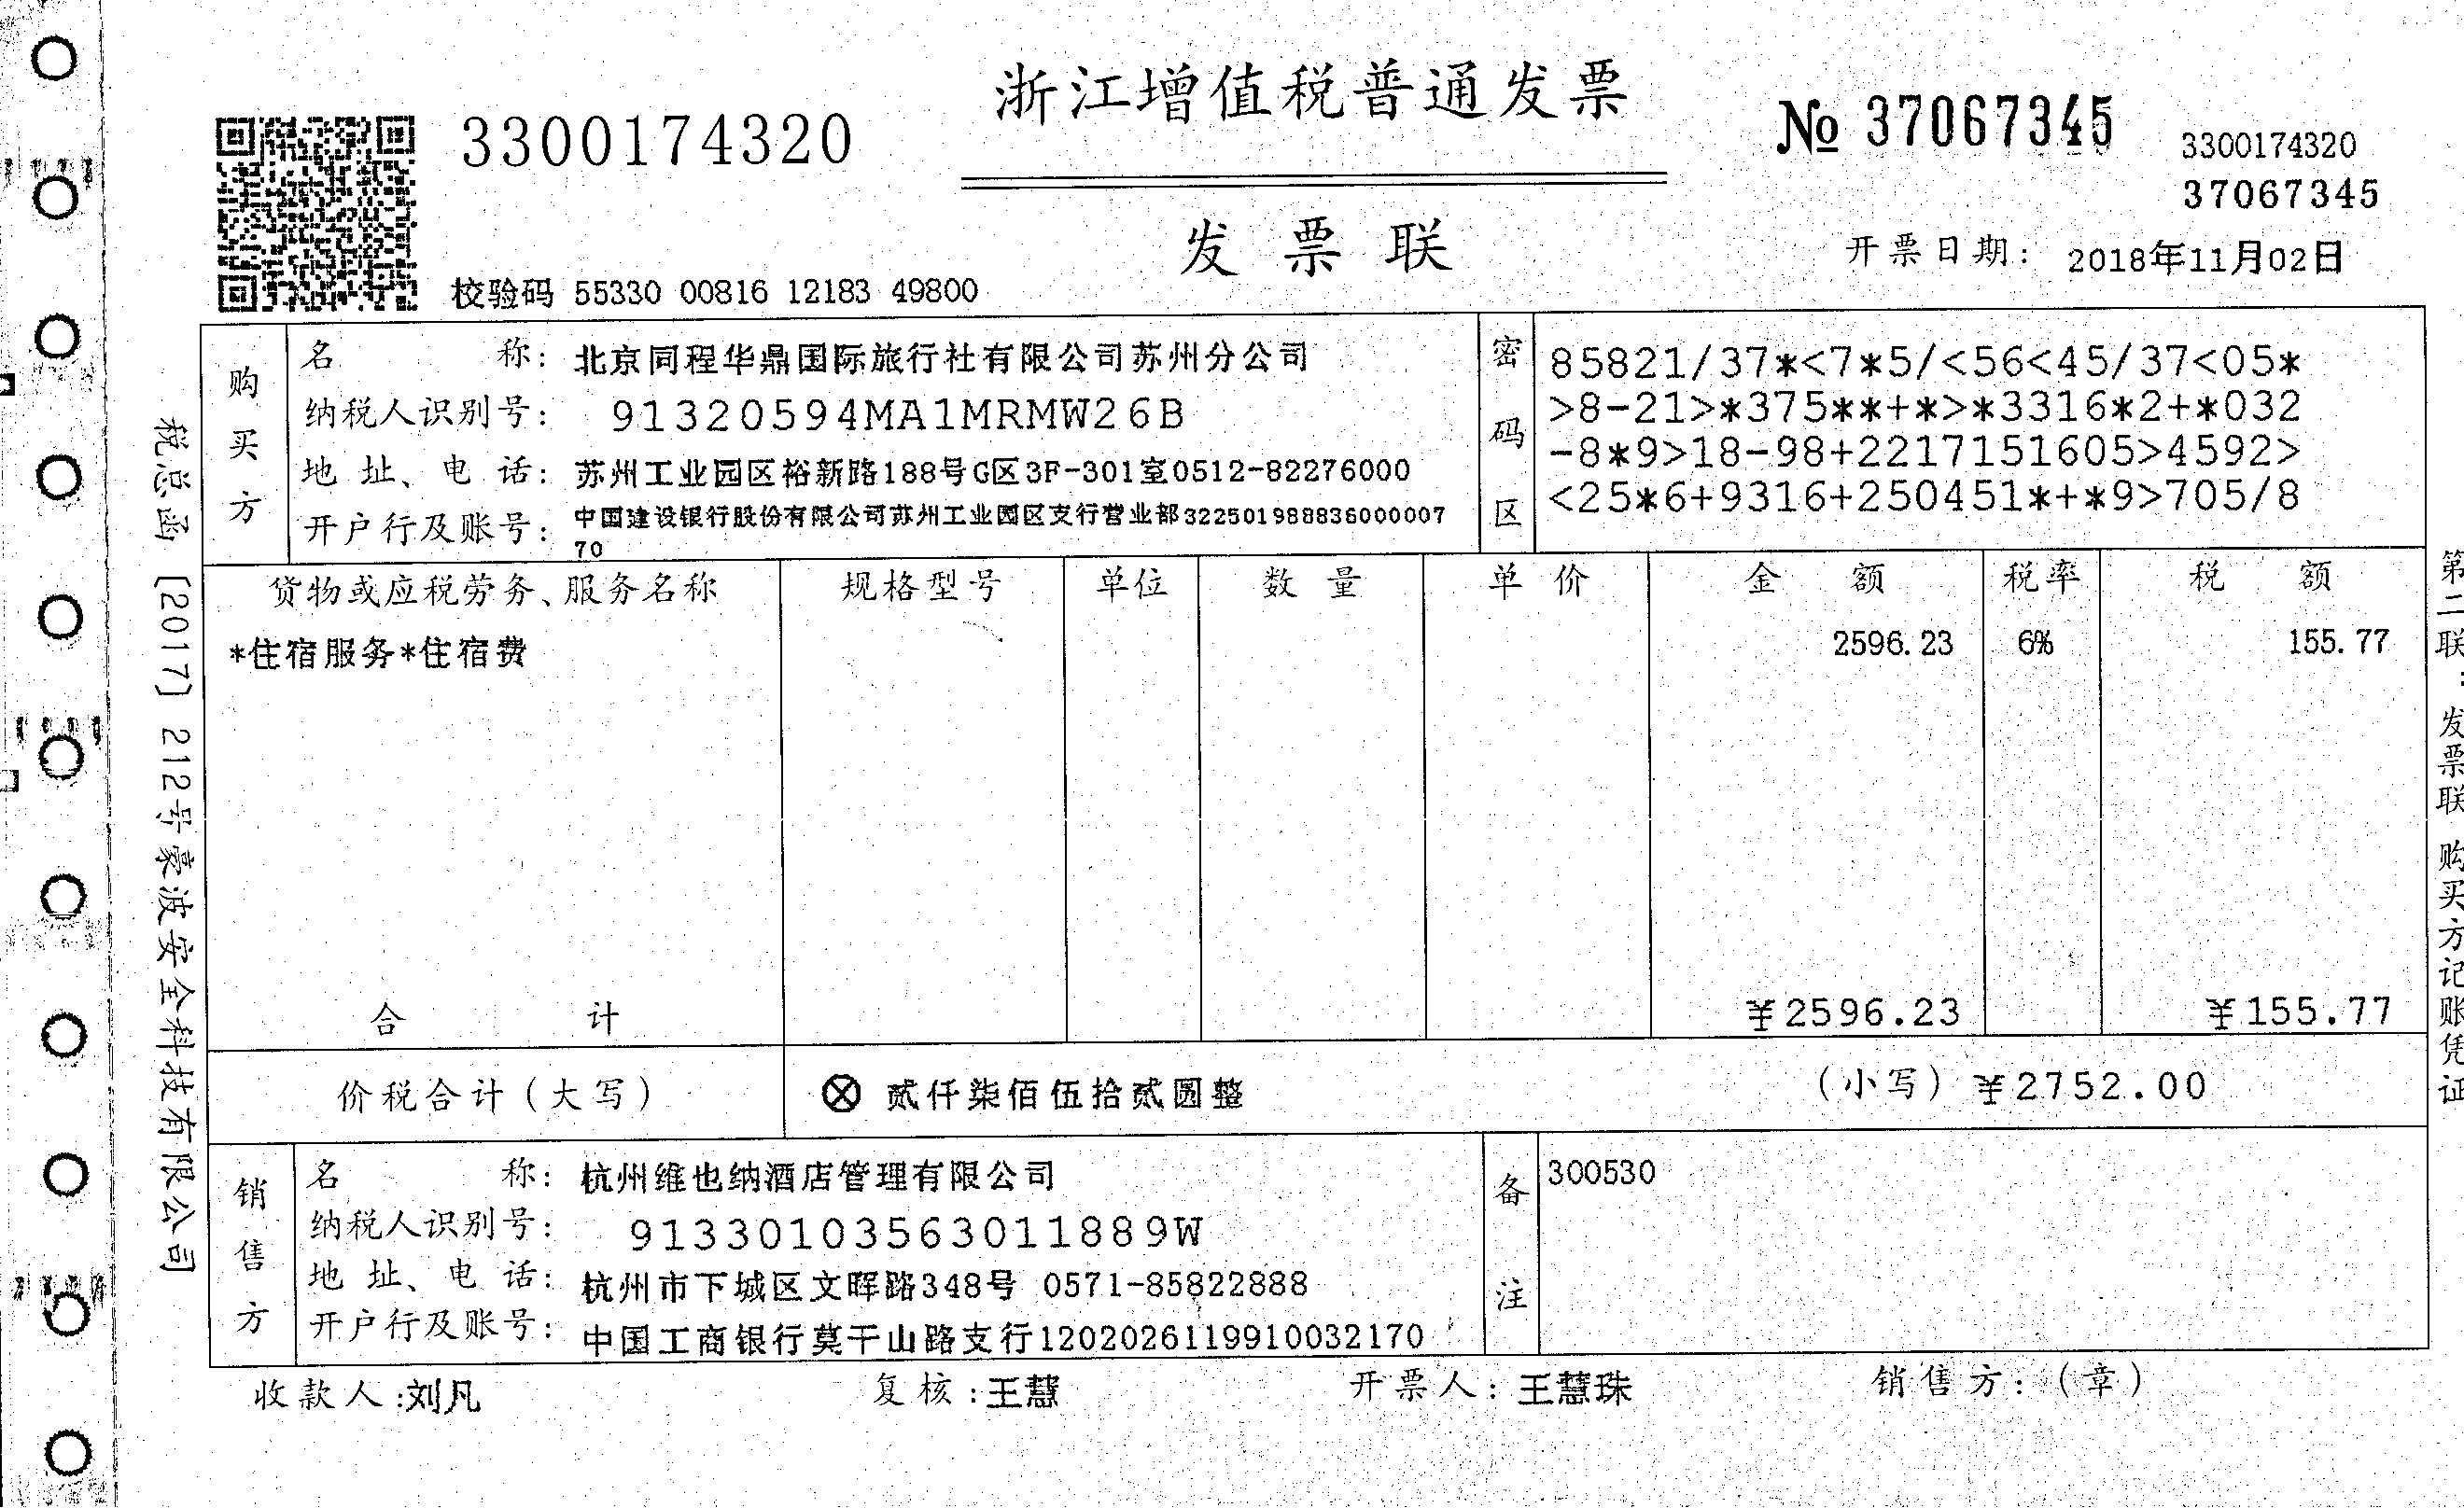 浙江增值税普通发票
3300174320
№ 37067345
3300174320
37067345
发票联
开票日期: 2018年11月02日
校验码 55330 00816 12183 49800
购买方
名称: 北京同程华鼎国际旅行社有限公司苏州分公司
纳税人识别号: 91320594MA1MRMW26B
地址、电话: 苏州工业园区裕新路188号G区3F-301室0512-82276000
开户行及账号: 中国建设银行股份有限公司苏州工业园区支行营业部322501988836000007
70
密码区
85821/37*<7*5/<56<45/37<05*
>8-21>*375**+*>*3316*2+*032
-8*9>18-98+2217151605>4592>
<25*6+9316+250451*+*9>705/8
货物或应税劳务、服务名称 规格型号 单位 数量 单价 金额 税率 税额
*住宿服务*住宿费 2596.23 6% 155.77
合计 ¥2596.23 ¥155.77
价税合计(大写) ⊗ 贰仟柒佰伍拾贰圆整 (小写) ¥2752.00
销售方
名称: 杭州维也纳酒店管理有限公司
纳税人识别号: 91330103563011889W
地址、电话: 杭州市下城区文晖路348号 0571-85822888
开户行及账号: 中国工商银行莫干山路支行1202026119910032170
备注
300530
收款人:刘凡 复核:王慧 开票人:王慧珠 销售方:(章)
税总函[2017]212号豪波安全科技有限公司
第二联:发票联 购买方记账凭证